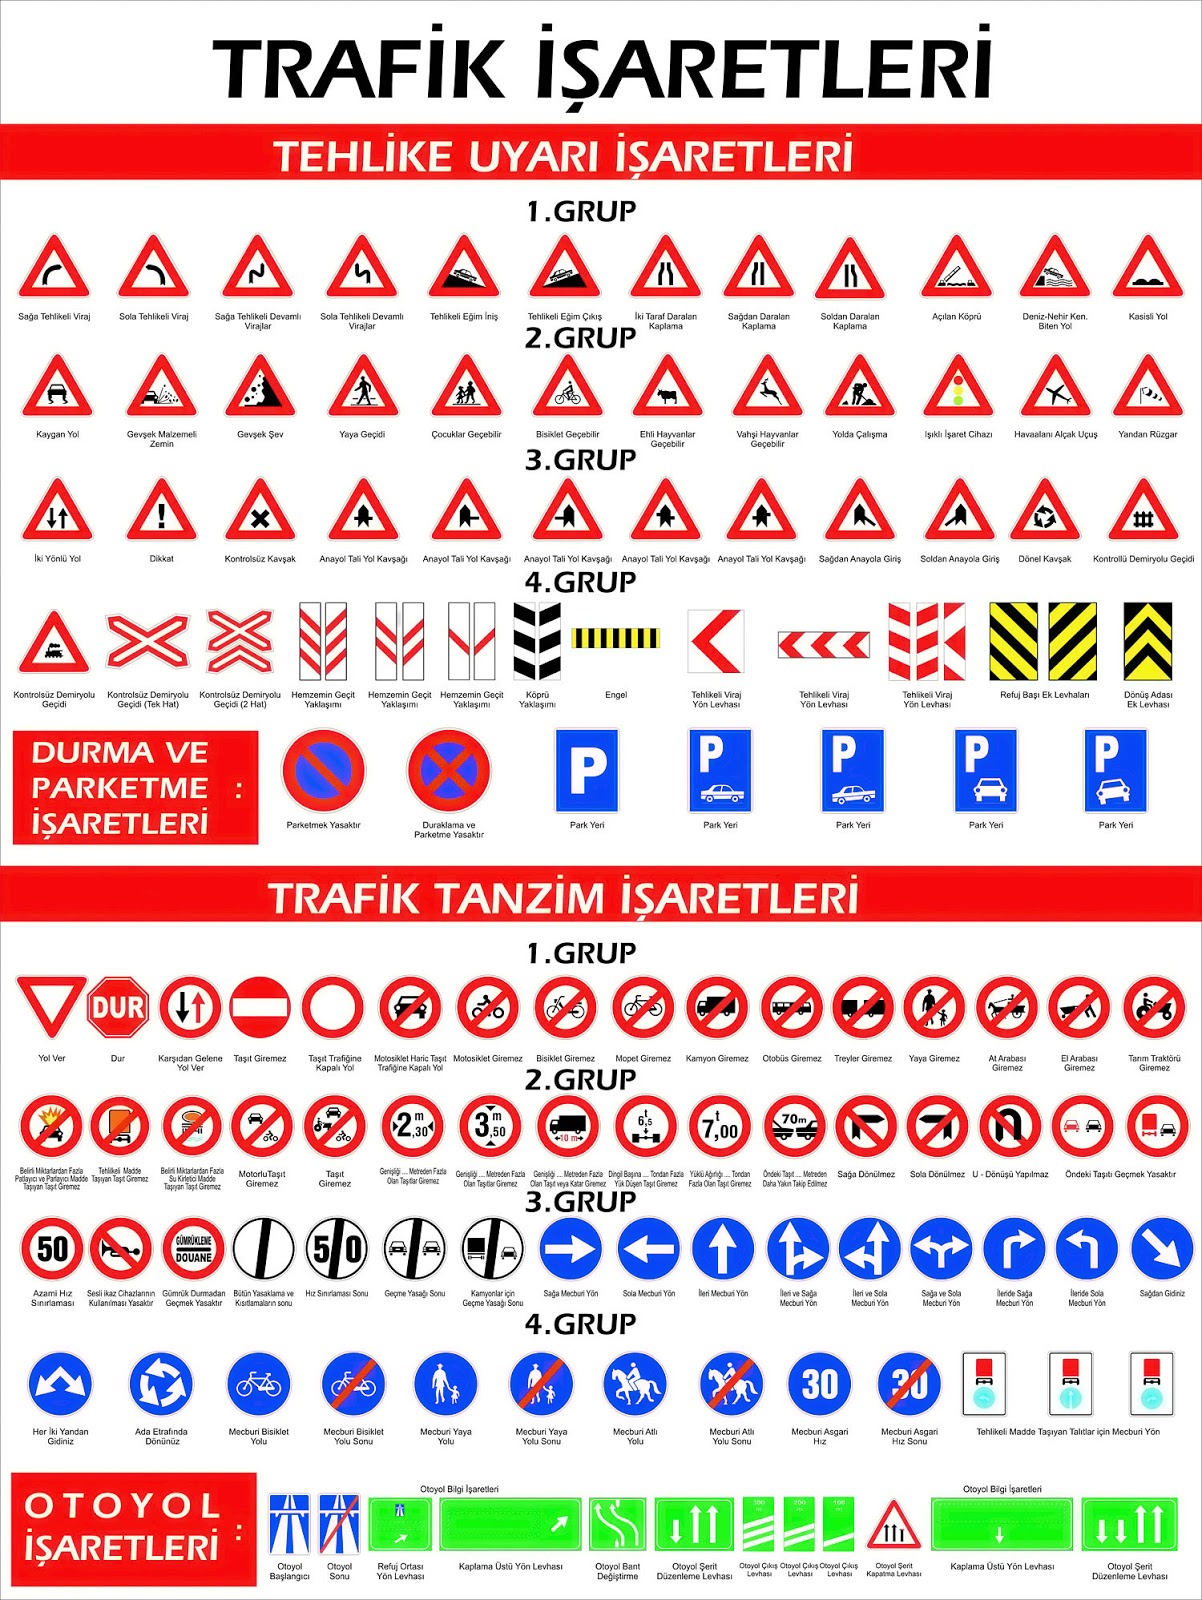 TRAFİK İŞARETLERİ
TEHLİKE UYARI İŞARETLERİ
1.GRUP
Sağa Tehlikeli Viraj
Sola Tehlikeli Viraj
Sağa Tehlikeli Devamlı
Virajlar
Sola Tehlikeli Devamlı
Virajlar
Tehlikeli Eğim İniş
Tehlikeli Eğim Çıkış
İki Taraf Daralan
Kaplama
Sağdan Daralan
Kaplama
Soldan Daralan
Kaplama
Açılan Köprü
Deniz-Nehir Ken.
Biten Yol
Kasisli Yol
2.GRUP
Kaygan Yol
Gevşek Malzemeli
Zemin
Gevşek Şev
Yaya Geçidi
Çocuklar Geçebilir
Bisiklet Geçebilir
Ehli Hayvanlar
Geçebilir
Vahşi Hayvanlar
Geçebilir
Yolda Çalışma
Işıklı İşaret Cihazı
Havaalanı Alçak Uçuş
Yandan Rüzgar
3.GRUP
!
İki Yönlü Yol
Dikkat
Kontrolsüz Kavşak
Anayol Tali Yol Kavşağı
Anayol Tali Yol Kavşağı
Anayol Tali Yol Kavşağı
Anayol Tali Yol Kavşağı
Anayol Tali Yol Kavşağı
Sağdan Anayola Giriş
Soldan Anayola Giriş
Dönel Kavşak
Kontrollü Demiryolu Geçidi
4.GRUP
Kontrolsüz Demiryolu
Geçidi
Kontrolsüz Demiryolu
Geçidi (Tek Hat)
Kontrolsüz Demiryolu
Geçidi (2 Hat)
Hemzemin Geçit
Yaklaşımı
Hemzemin Geçit
Yaklaşımı
Hemzemin Geçit
Yaklaşımı
Köprü
Yaklaşımı
Engel
Tehlikeli Viraj
Yön Levhası
Tehlikeli Viraj
Yön Levhası
Tehlikeli Viraj
Yön Levhası
Refuj Başı Ek Levhaları
Dönüş Adası
Ek Levhası
DURMA VE
PARKETME :
İŞARETLERİ
P
P
P
P
P
Parketmek Yasaktır
Duraklama ve
Parketme Yasaktır
Park Yeri
Park Yeri
Park Yeri
Park Yeri
Park Yeri
TRAFİK TANZİM İŞARETLERİ
1.GRUP
DUR
Yol Ver
Dur
Karşıdan Gelene
Yol Ver
Taşıt Giremez
Taşıt Trafiğine
Kapalı Yol
Motosiklet Haric Taşıt
Trafiğine Kapalı Yol
Motosiklet Giremez
Bisiklet Giremez
Mopet Giremez
Kamyon Giremez
Otobüs Giremez
Treyler Giremez
Yaya Giremez
At Arabası
Giremez
El Arabası
Giremez
Tarım Traktörü
Giremez
2.GRUP
2,30 m
3,50 m
10 m
6,5 t
7,00 t
70m
Belirli Miktarlardan Fazla
Patlayıcı ve Parlayıcı Madde
Taşıyan Taşıt Giremez
Tehlikeli Madde
Taşıyan Taşıt Giremez
Belirli Miktarlardan Fazla
Su Kirletici Madde
Taşıyan Taşıt Giremez
MotorluTaşıt
Giremez
Taşıt
Giremez
Genişliği .... Metreden Fazla
Olan Taşıtlar Giremez
Genişliği .... Metreden Fazla
Olan Taşıtlar Giremez
Genişliği .... Metreden Fazla
Olan Taşıt veya Katar Giremez
Dingil Başına .... Tondan Fazla
Yük Düşen Taşıt Giremez
Yüklü Ağırlığı .... Tondan
Fazla Olan Taşıt Giremez
Öndeki Taşıt .... Metreden
Daha Yakın Takip Edilmez
Sağa Dönülmez
Sola Dönülmez
U - Dönüşü Yapılmaz
Öndeki Taşıtı Geçmek Yasaktır
3.GRUP
50
GÜMRÜKLEME
DOUANE
50
Azami Hız
Sınırlaması
Sesli ikaz Cihazlarının
Kullanılması Yasaktır
Gümrük Durmadan
Geçmek Yasaktır
Bütün Yasaklama ve
Kısıtlamaların sonu
Hız Sınırlaması Sonu
Geçme Yasağı Sonu
Kamyonlar için
Geçme Yasağı Sonu
Sağa Mecburi Yön
Sola Mecburi Yön
İleri Mecburi Yön
İleri ve Sağa
Mecburi Yön
İleri ve Sola
Mecburi Yön
Sağa ve Sola
Mecburi Yön
İleride Sağa
Mecburi Yön
İleride Sola
Mecburi Yön
Sağdan Gidiniz
4.GRUP
30
30
Her İki Yandan
Gidiniz
Ada Etrafında
Dönünüz
Mecburi Bisiklet
Yolu
Mecburi Bisiklet
Yolu Sonu
Mecburi Yaya
Yolu
Mecburi Yaya
Yolu Sonu
Mecburi Atlı
Yolu
Mecburi Atlı
Yolu Sonu
Mecburi Asgari
Hız
Mecburi Asgari
Hız Sonu
Tehlikeli Madde Taşıyan Talıtlar için Mecburi Yön
OTOYOL
İŞARETLERİ :
Otoyol Bilgi İşaretleri
Otoyol Bilgi İşaretleri
300
200
100
Otoyol
Başlangıcı
Otoyol
Sonu
Refuj Ortası
Yön Levhası
Kaplama Üstü Yön Levhası
Otoyol Bant
Değiştirme
Otoyol Şerit
Düzenleme Levhası
Otoyol Çıkış
Levhası
Otoyol Çıkış
Levhası
Otoyol Çıkış
Levhası
Otoyol Şerit
Kapatma Levhası
Kaplama Üstü Yön Levhası
Otoyol Şerit
Düzenleme Levhası